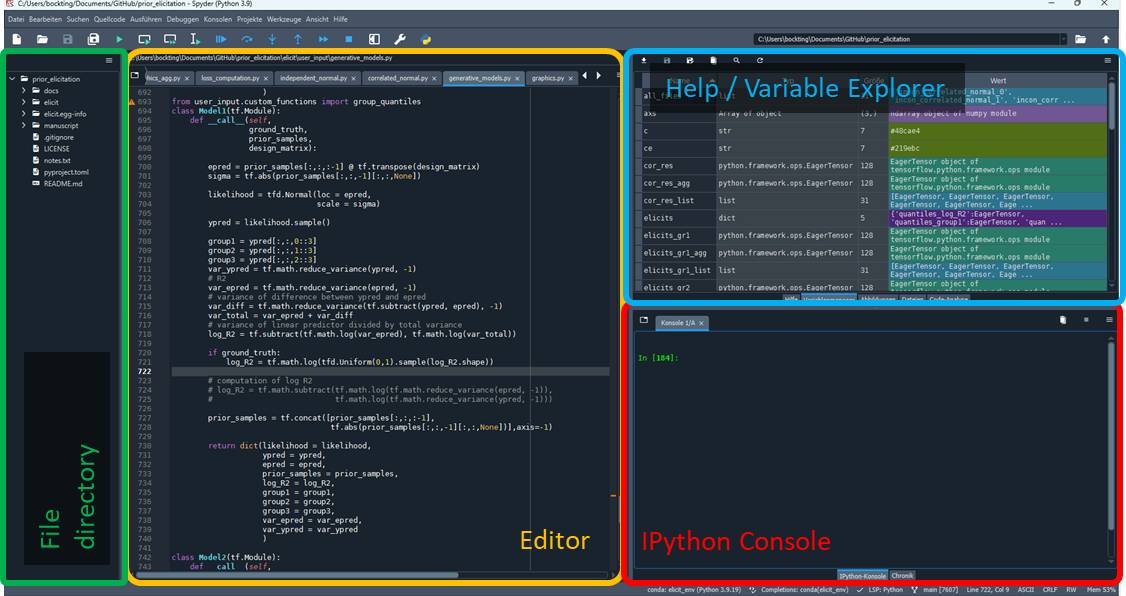 C:/Users/bockting/Documents/GitHub/prior_elicitation - Spyder (Python 3.9)
Datei Bearbeiten Suchen Quellcode Ausführen Debuggen Konsolen Projekte Werkzeuge Ansicht Hilfe
C:\Users\bockting\Documents\GitHub\prior_elicitation
prior_elicitation
docs
elicit
elicit.egg-info
manuscript
.gitignore
LICENSE
notes.txt
pyproject.toml
README.md
File
directory
:\Users\bockting\Documents\GitHub\prior_elicitation\elicit\user_input\generative_models.py
hics_agg.py loss_computation.py independent_normal.py correlated_normal.py generative_models.py graphics.py
692 )
693 from user_input.custom_functions import group_quantiles
694 class Model1(tf.Module):
695 def __call__(self,
696 ground_truth,
697 prior_samples,
698 design_matrix):
699
700 epred = prior_samples[:,:,:-1] @ tf.transpose(design_matrix)
701 sigma = tf.abs(prior_samples[:,:,-1][:,:,None])
702
703 likelihood = tfd.Normal(loc = epred,
704 scale = sigma)
705
706 ypred = likelihood.sample()
707
708 group1 = ypred[:,:,0::3]
709 group2 = ypred[:,:,1::3]
710 group3 = ypred[:,:,2::3]
711 var_ypred = tf.math.reduce_variance(ypred, -1)
712 # R2
713 var_epred = tf.math.reduce_variance(epred, -1)
714 # variance of difference between ypred and epred
715 var_diff = tf.math.reduce_variance(tf.subtract(ypred, epred), -1)
716 var_total = var_epred + var_diff
717 # variance of linear predictor divided by total variance
718 log_R2 = tf.subtract(tf.math.log(var_epred), tf.math.log(var_total))
719
720 if ground_truth:
721 log_R2 = tf.math.log(tfd.Uniform(0,1).sample(log_R2.shape))
722
723 # computation of log R2
724 # log_R2 = tf.math.subtract(tf.math.log(tf.math.reduce_variance(epred, -1)),
725 # tf.math.log(tf.math.reduce_variance(ypred, -1)))
726
727 prior_samples = tf.concat([prior_samples[:,:,:-1],
728 tf.abs(prior_samples[:,:,-1][:,:,None])],axis=-1)
729
730 return dict(likelihood = likelihood,
731 ypred = ypred,
732 epred = epred,
733 prior_samples = prior_samples,
734 log_R2 = log_R2,
735 group1 = group1,
736 group2 = group2,
737 group3 = group3,
738 var_epred = var_epred,
739 var_ypred = var_ypred
740 )
741
742 class Model2(tf.Module):
743 def __call__(self,
Editor
Help / Variable Explorer
Name Typ Größe Wert
list 'incon_correlated_normal_1', 'incon_corr ...
axs Array of object (3,) ndarray object of numpy module
c str 7 #48cae4
ce str 7 #219ebc
cor_res python.framework.ops.EagerTensor 128 EagerTensor object of
tensorflow.python.framework.ops module
cor_res_agg python.framework.ops.EagerTensor 128 EagerTensor object of
tensorflow.python.framework.ops module
cor_res_list list 31 [EagerTensor, EagerTensor, EagerTensor,
EagerTensor, EagerTensor, Eage ...
elicits dict 5 {'quantiles_log_R2':EagerTensor,
'quantiles_group1':EagerTensor, 'quan ...
elicits_gr1 python.framework.ops.EagerTensor 128 EagerTensor object of
tensorflow.python.framework.ops module
elicits_gr1_agg python.framework.ops.EagerTensor 128 EagerTensor object of
tensorflow.python.framework.ops module
elicits_gr1_list list 31 [EagerTensor, EagerTensor, EagerTensor,
EagerTensor, EagerTensor, Eage ...
elicits_gr2 python.framework.ops.EagerTensor 128 EagerTensor object of
Hilfe Variablenmanager Abbildungen Dateien Code-Analyse
Konsole 1/A
In [184]:
IPython Console
IPython-Konsole Chronik
conda: elicit_env (Python 3.9.19) Completions: conda(elicit_env) LSP: Python main [7607] Line 722, Col 9 ASCII CRLF RW Mem 53%